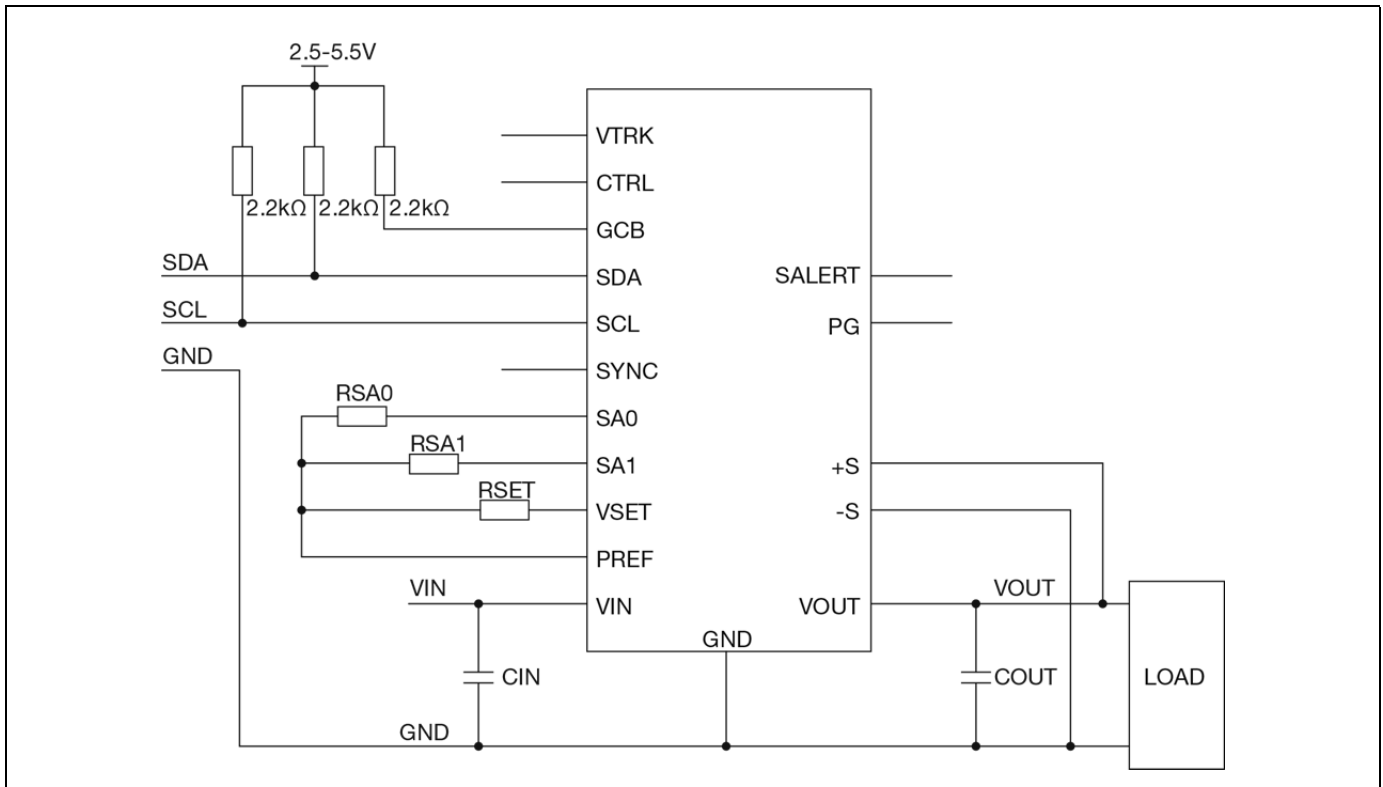 2.5-5.5V
2.2kΩ 2.2kΩ 2.2kΩ
VTRK
CTRL
GCB
SDA
SDA
SALERT
SCL
SCL
PG
GND
SYNC
RSA0
SA0
RSA1
SA1
+S
RSET
VSET
-S
PREF
VIN
VIN
VOUT
VOUT
GND
CIN
COUT
LOAD
GND